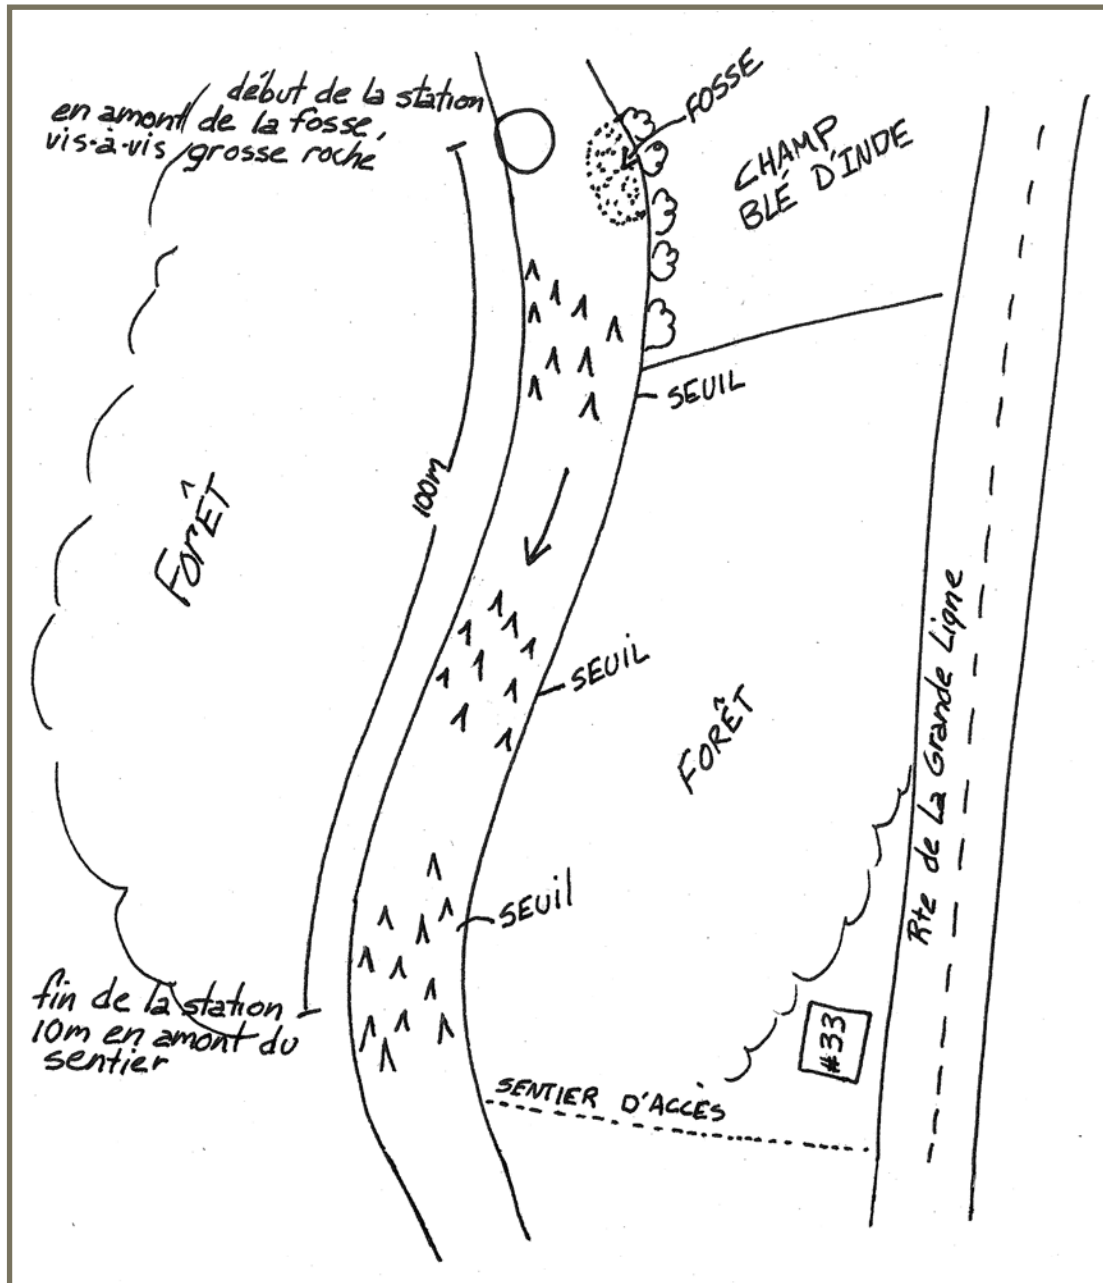 début de la station
en amont de la fosse,
vis-à-vis grosse roche
FOSSE
CHAMP
BLÉ D'INDE
SEUIL
100m
FORÊT
SEUIL
FORÊT
Rte de La Grande Ligne
SEUIL
fin de la station
10m en amont du
sentier
#33
SENTIER D'ACCÈS